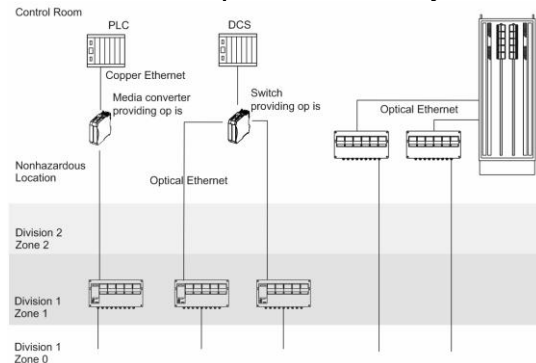 Control Room
PLC
DCS
Copper Ethernet
Media converter
providing op is
Switch
providing op is
Optical Ethernet
Nonhazardous
Location
Optical Ethernet
Division 2
Zone 2
Division 1
Zone 1
Division 1
Zone 0